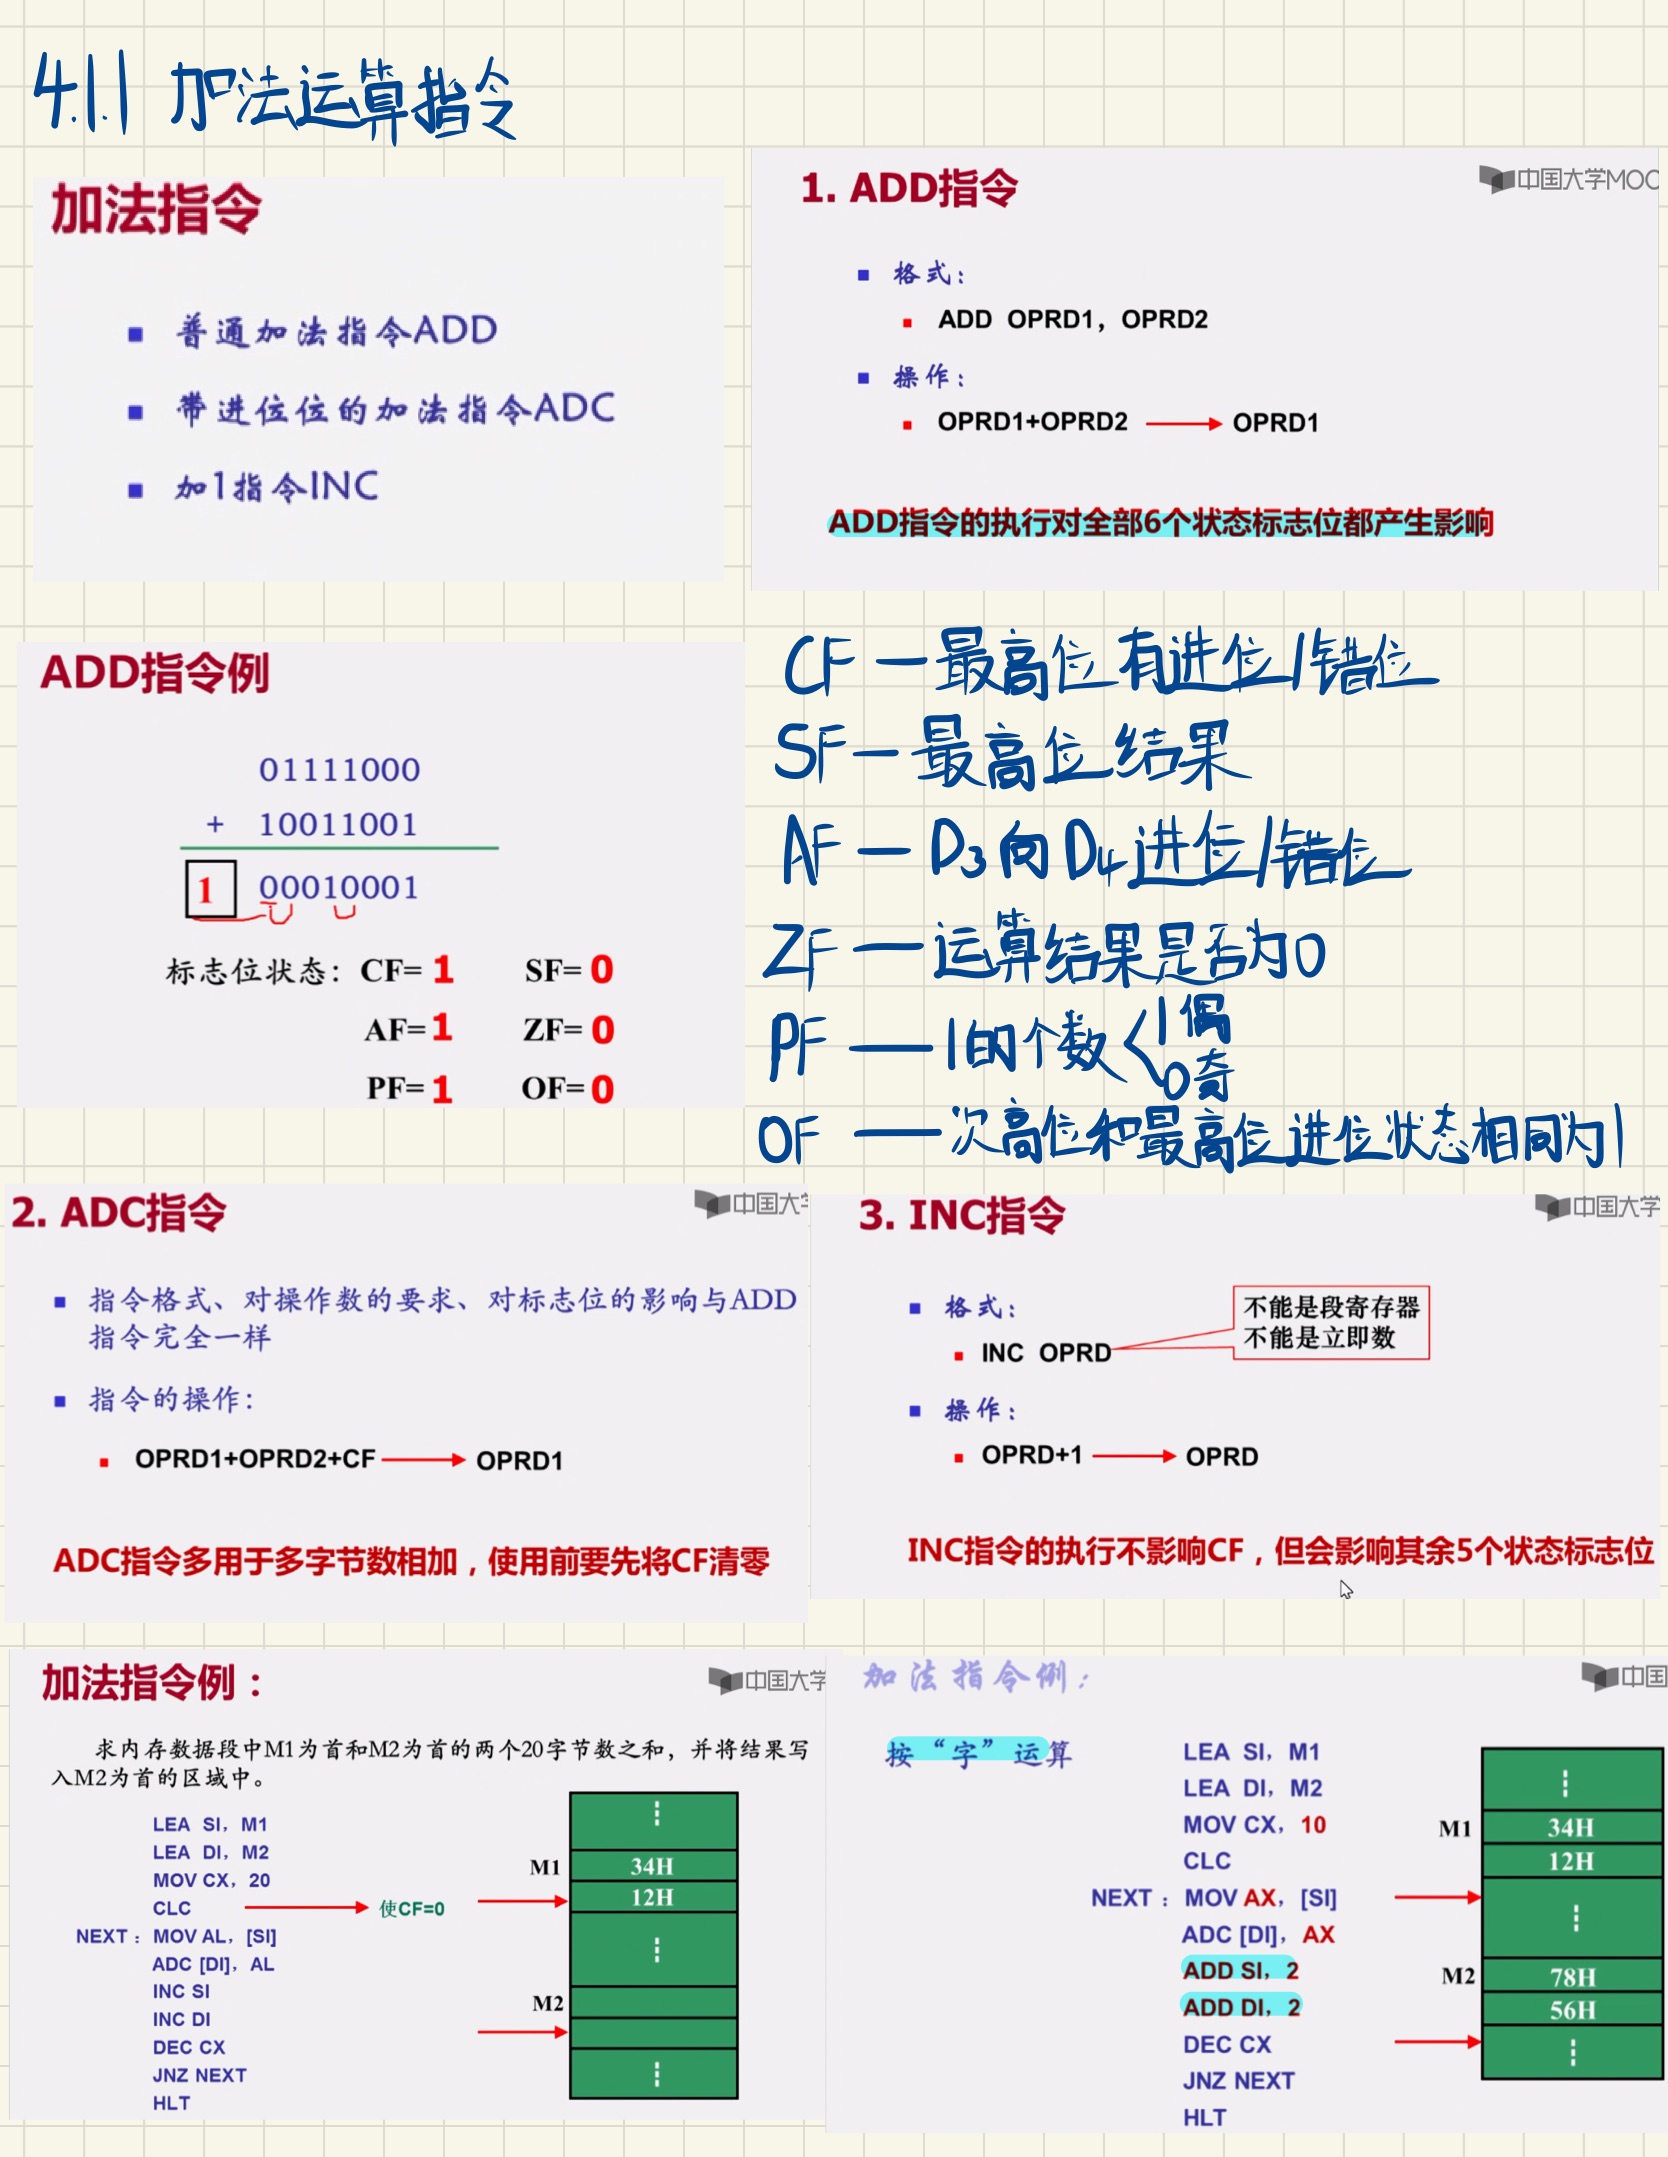 4.1.1 加法运算指令
加法指令
普通加法指令ADD
带进位位的加法指令ADC
加1指令INC
1. ADD指令
中国大学MOC
格式：
ADD OPRD1，OPRD2
操作：
OPRD1+OPRD2 → OPRD1
ADD指令的执行对全部6个状态标志位都产生影响
ADD指令例
01111000
+ 10011001
1 00010001
标志位状态：CF= 1 SF= 0
AF= 1 ZF= 0
PF= 1 OF= 0
CF — 最高位有进位/错位
SF — 最高位结果
AF — D3向D4进位/错位
ZF — 运算结果是否为0
PF — 1的个数 < 1偶
0奇
OF — 次高位和最高位进位状态相同为1
2. ADC指令
中国大学
指令格式、对操作数的要求、对标志位的影响与ADD
指令完全一样
指令的操作：
OPRD1+OPRD2+CF → OPRD1
ADC指令多用于多字节数相加，使用前要先将CF清零
3. INC指令
中国大学
格式：
INC OPRD
不能是段寄存器
不能是立即数
操作：
OPRD+1 → OPRD
INC指令的执行不影响CF，但会影响其余5个状态标志位
加法指令例：
中国大学
求内存数据段中M1为首和M2为首的两个20字节数之和，并将结果写
入M2为首的区域中。
LEA SI，M1
LEA DI，M2
MOV CX，20
CLC → 使CF=0
NEXT：MOV AL，[SI]
ADC [DI]，AL
INC SI
INC DI
DEC CX
JNZ NEXT
HLT
M1 34H
12H
M2
加法指令例：
中国
按“字”运算
LEA SI，M1
LEA DI，M2
MOV CX，10
CLC
NEXT：MOV AX，[SI]
ADC [DI]，AX
ADD SI，2
ADD DI，2
DEC CX
JNZ NEXT
HLT
M1 34H
12H
M2 78H
56H